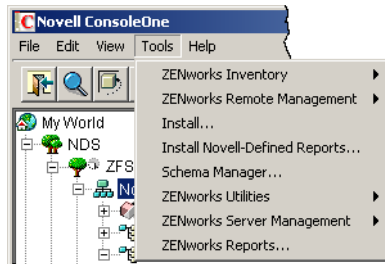 Novell ConsoleOne
File Edit View Tools Help
ZENworks Inventory
ZENworks Remote Management
Install...
Install Novell-Defined Reports...
Schema Manager...
ZENworks Utilities
ZENworks Server Management
ZENworks Reports...
My World
NDS
ZFS